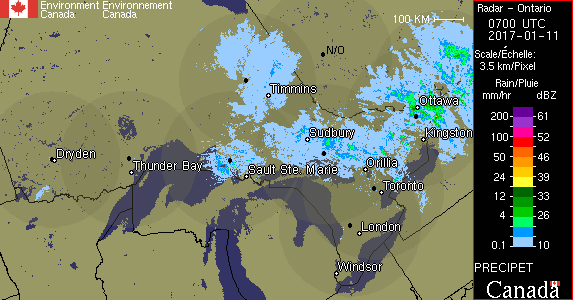 Environment Environnement
Canada Canada
100 KM
N/O
Timmins
Ottawa
Sudbury
Kingston
Dryden
Thunder Bay
Sault Ste. Marie
Orillia
Toronto
London
Windsor
Radar - Ontario
0700 UTC
2017-01-11
Scale/Échelle:
3.5 km/Pixel
Rain/Pluie
mm/hr dBZ
200 61
100 52
50 46
24 39
12 33
4 26
0.1 10
PRECIPET
Canada